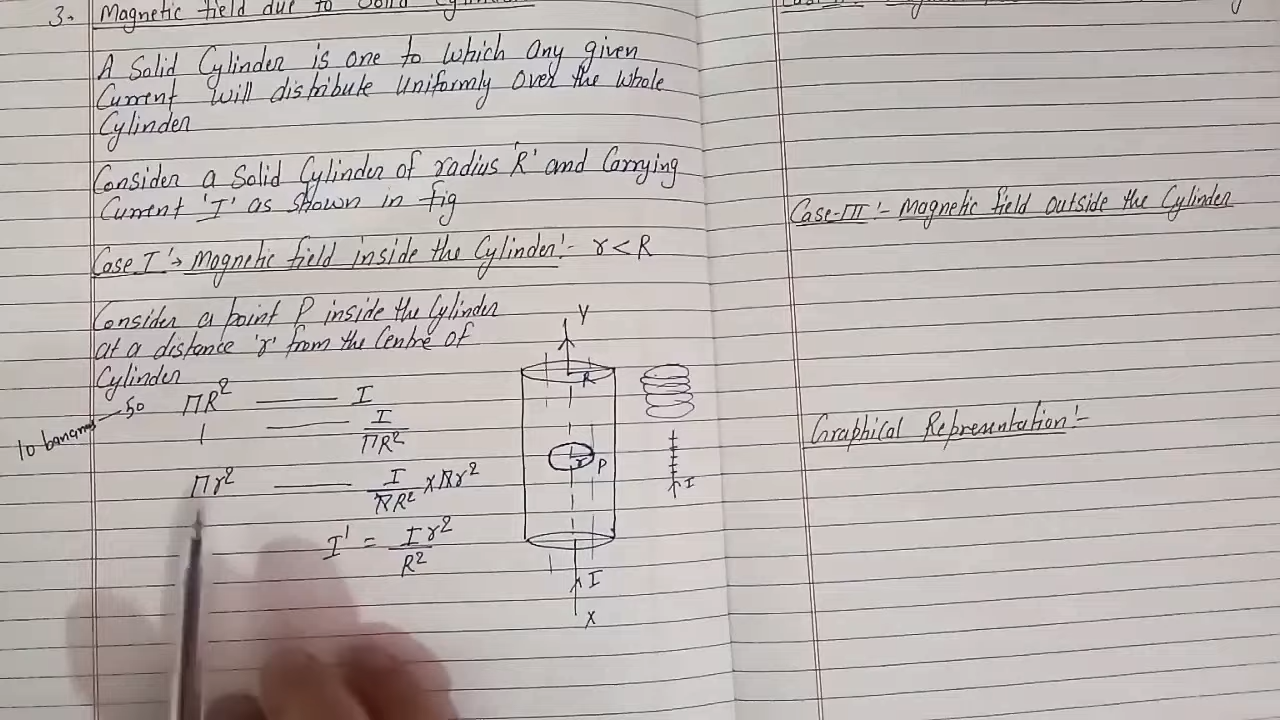 3. Magnetic field due to Solid Cylinder
A Solid Cylinder is one to which any given
Current will distribute Uniformly over the whole
Cylinder
Consider a Solid Cylinder of radius 'R' and Carrying
Current 'I' as shown in fig
Case I :→ Magnetic field inside the Cylinder:- r < R
Consider a point P inside the Cylinder
at a distance 'r' from the Centre of
Cylinder
ΠR² —— I
10 50
1 —— I/ΠR²
Πr² —— I/ΠR² × Πr²
I' = Ir²/R²
Y
R
r P
I
I
X
Case-III:- Magnetic field outside the Cylinder
Graphical Representation:-